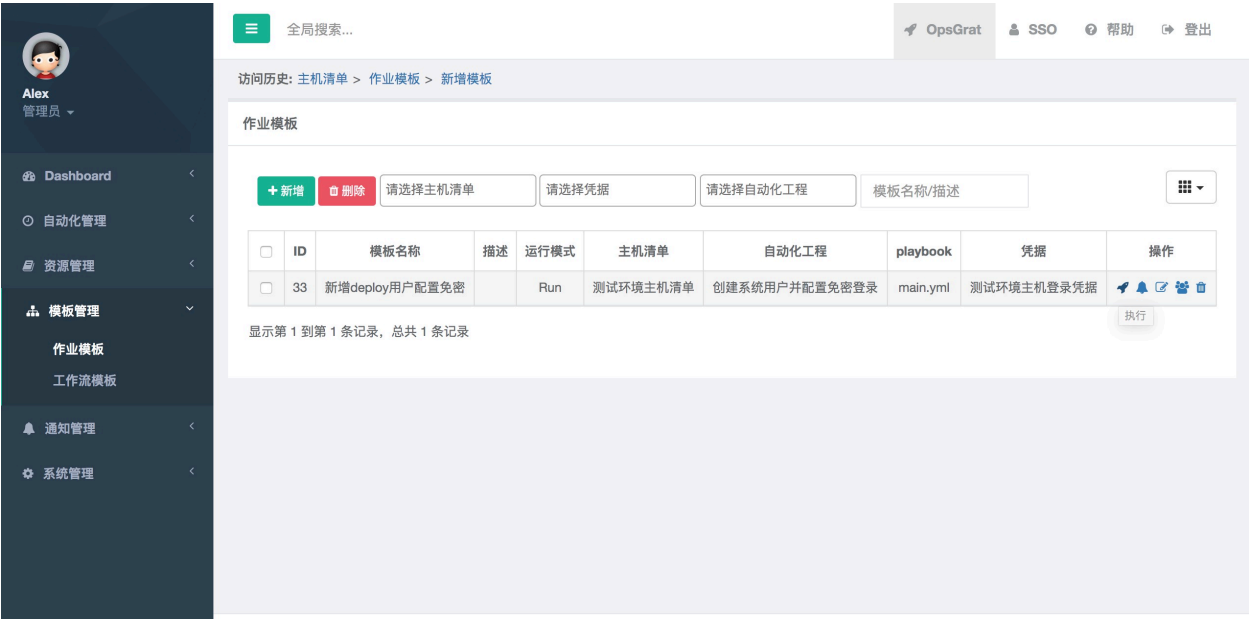 全局搜索...
OpsGrat
SSO
帮助
登出
Alex
管理员
访问历史: 主机清单 > 作业模板 > 新增模板
作业模板
Dashboard
自动化管理
资源管理
模板管理
作业模板
工作流模板
通知管理
系统管理
新增
删除
请选择主机清单
请选择凭据
请选择自动化工程
模板名称/描述
ID 模板名称 描述 运行模式 主机清单 自动化工程 playbook 凭据 操作
33 新增deploy用户配置免密 Run 测试环境主机清单 创建系统用户并配置免密登录 main.yml 测试环境主机登录凭据
执行
显示第 1 到第 1 条记录，总共 1 条记录